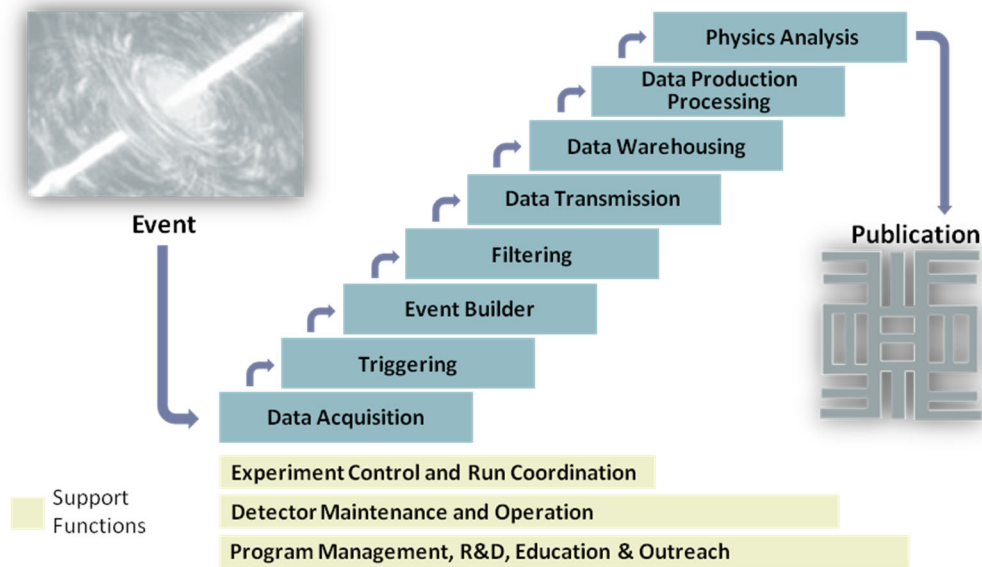 Physics Analysis
Data Production
Processing
Data Warehousing
Data Transmission
Event
Publication
Filtering
Event Builder
Triggering
Data Acquisition
Experiment Control and Run Coordination
Support
Functions
Detector Maintenance and Operation
Program Management, R&D, Education & Outreach